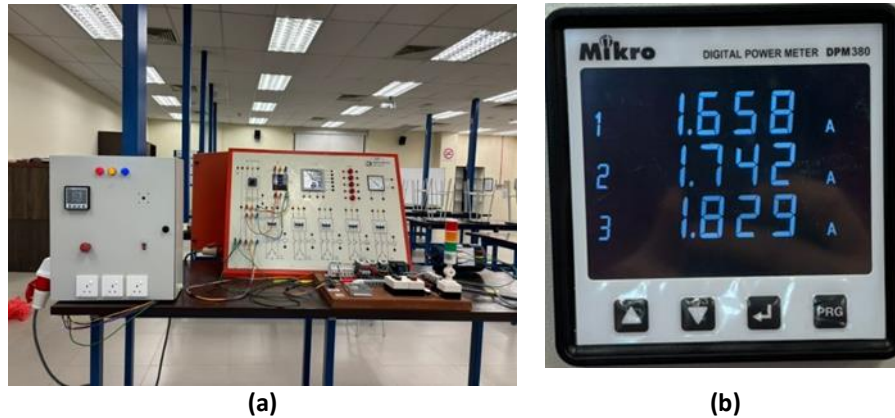 Mikro
DIGITAL POWER METER DPM380
1 1.658 A
2 1.742 A
3 1.829 A
PRG
(a)
(b)